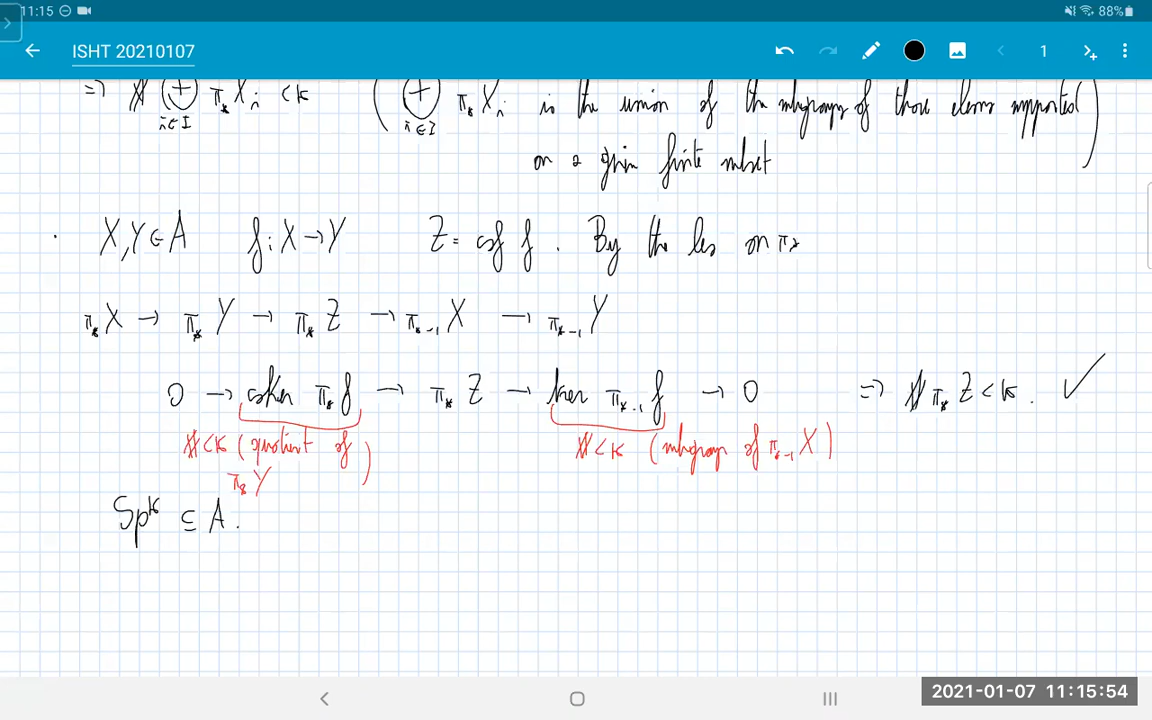 11:15 88%
ISHT 20210107 1
=> # ⊕_{i∈I} π_* X_i < κ ( ⊕_{i∈I} π_* X_i is the union of the subgroups of those elems supported
on a given finite subset )
· X,Y ∈ A f: X → Y Z = cof f. By the les on π_*
π_* X → π_* Y → π_* Z → π_{*-1} X → π_{*-1} Y
0 → coker π_* f → π_* Z → ker π_{*-1} f → 0 => # π_* Z < κ. ✓
#<κ (quotient of π_* Y) #<κ (subgroup of π_{*-1} X)
Sp^κ ⊆ A.
2021-01-07 11:15:54